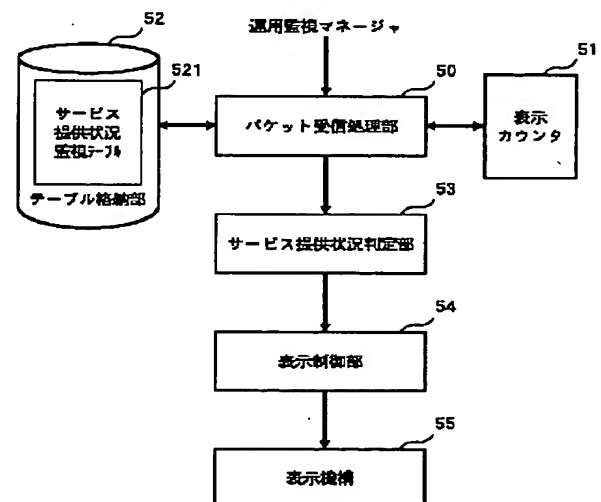 52
運用監視マネージャ
521
50
51
サービス
提供状況
監視テーブル
テーブル格納部
パケット受信処理部
表示
カウンタ
53
サービス提供状況判定部
54
表示制御部
55
表示機構